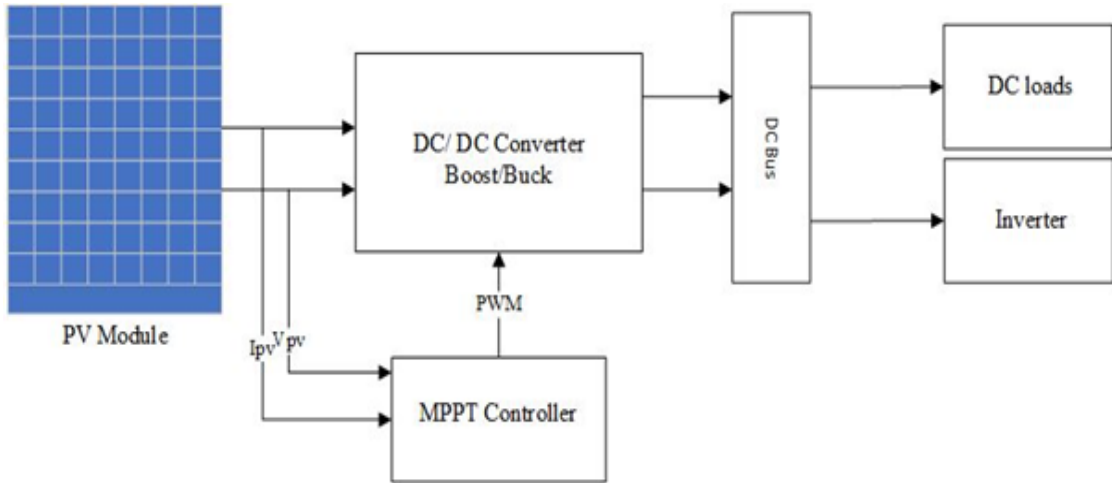 PV Module
DC/ DC Converter
Boost/Buck
DC Bus
DC loads
Inverter
Ipv
Vpv
PWM
MPPT Controller